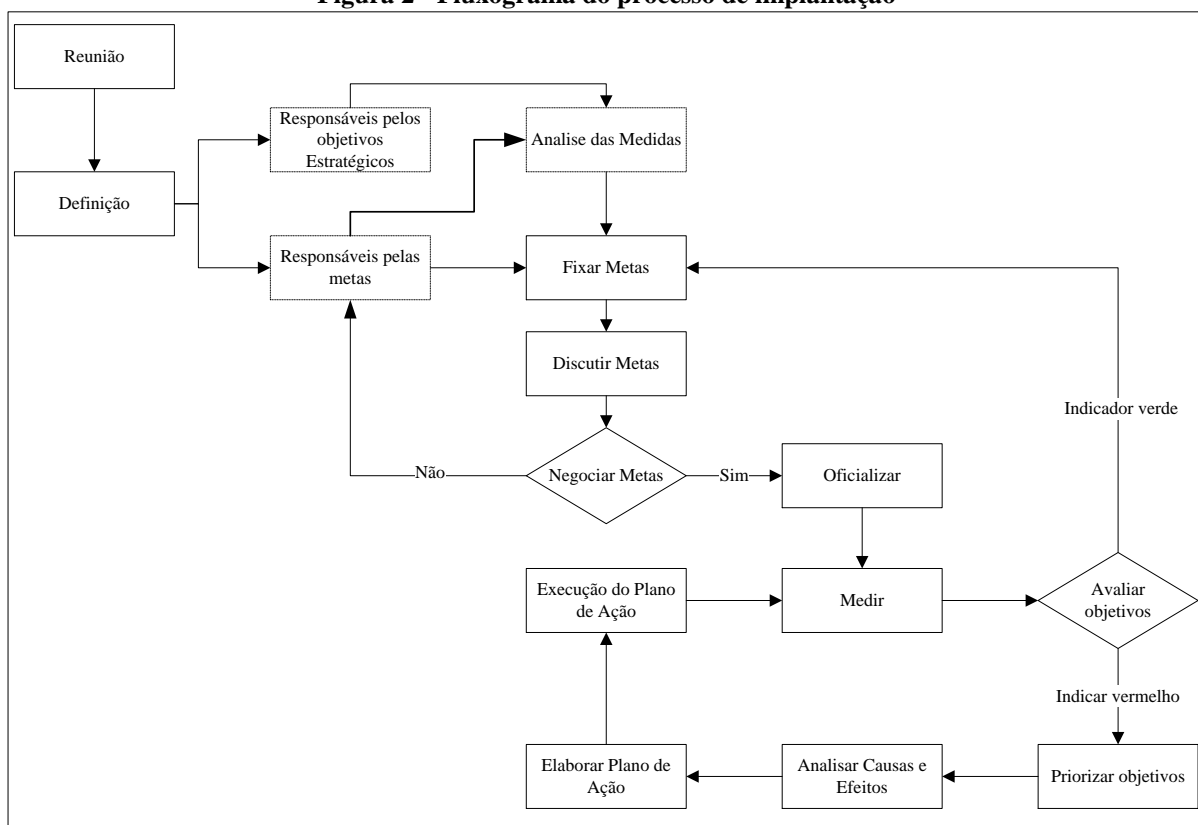 Figura 2 - Fluxograma do processo de implantação
Reunião
Responsáveis pelos
objetivos
Estratégicos
Analise das Medidas
Definição
Responsáveis pelas
metas
Fixar Metas
Discutir Metas
Indicador verde
Não
Negociar Metas
Sim
Oficializar
Execução do Plano
de Ação
Medir
Avaliar
objetivos
Indicar vermelho
Elaborar Plano de
Ação
Analisar Causas e
Efeitos
Priorizar objetivos